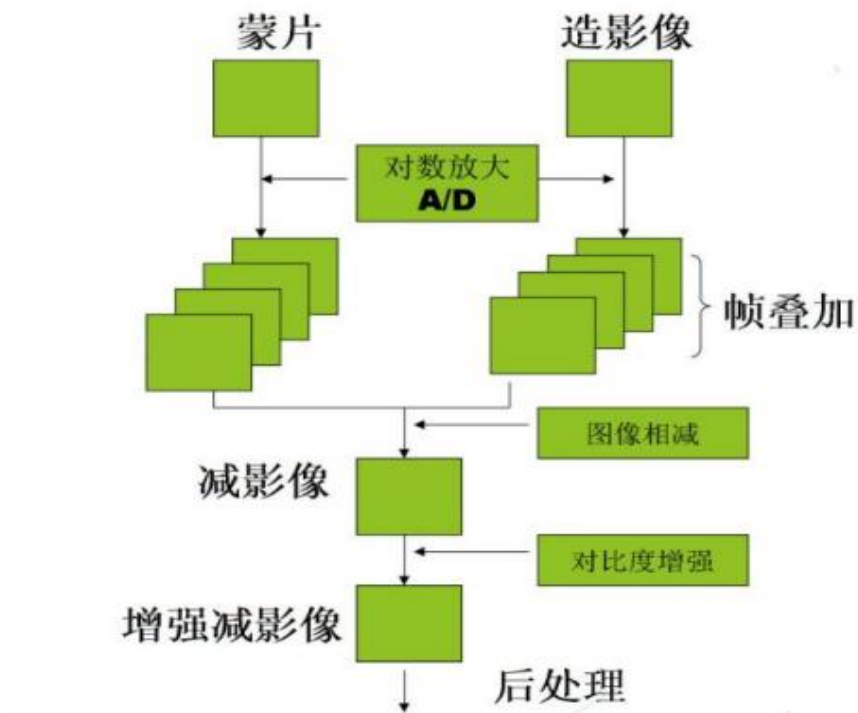 蒙片
造影像
对数放大
A/D
帧叠加
图像相减
减影像
对比度增强
增强减影像
后处理